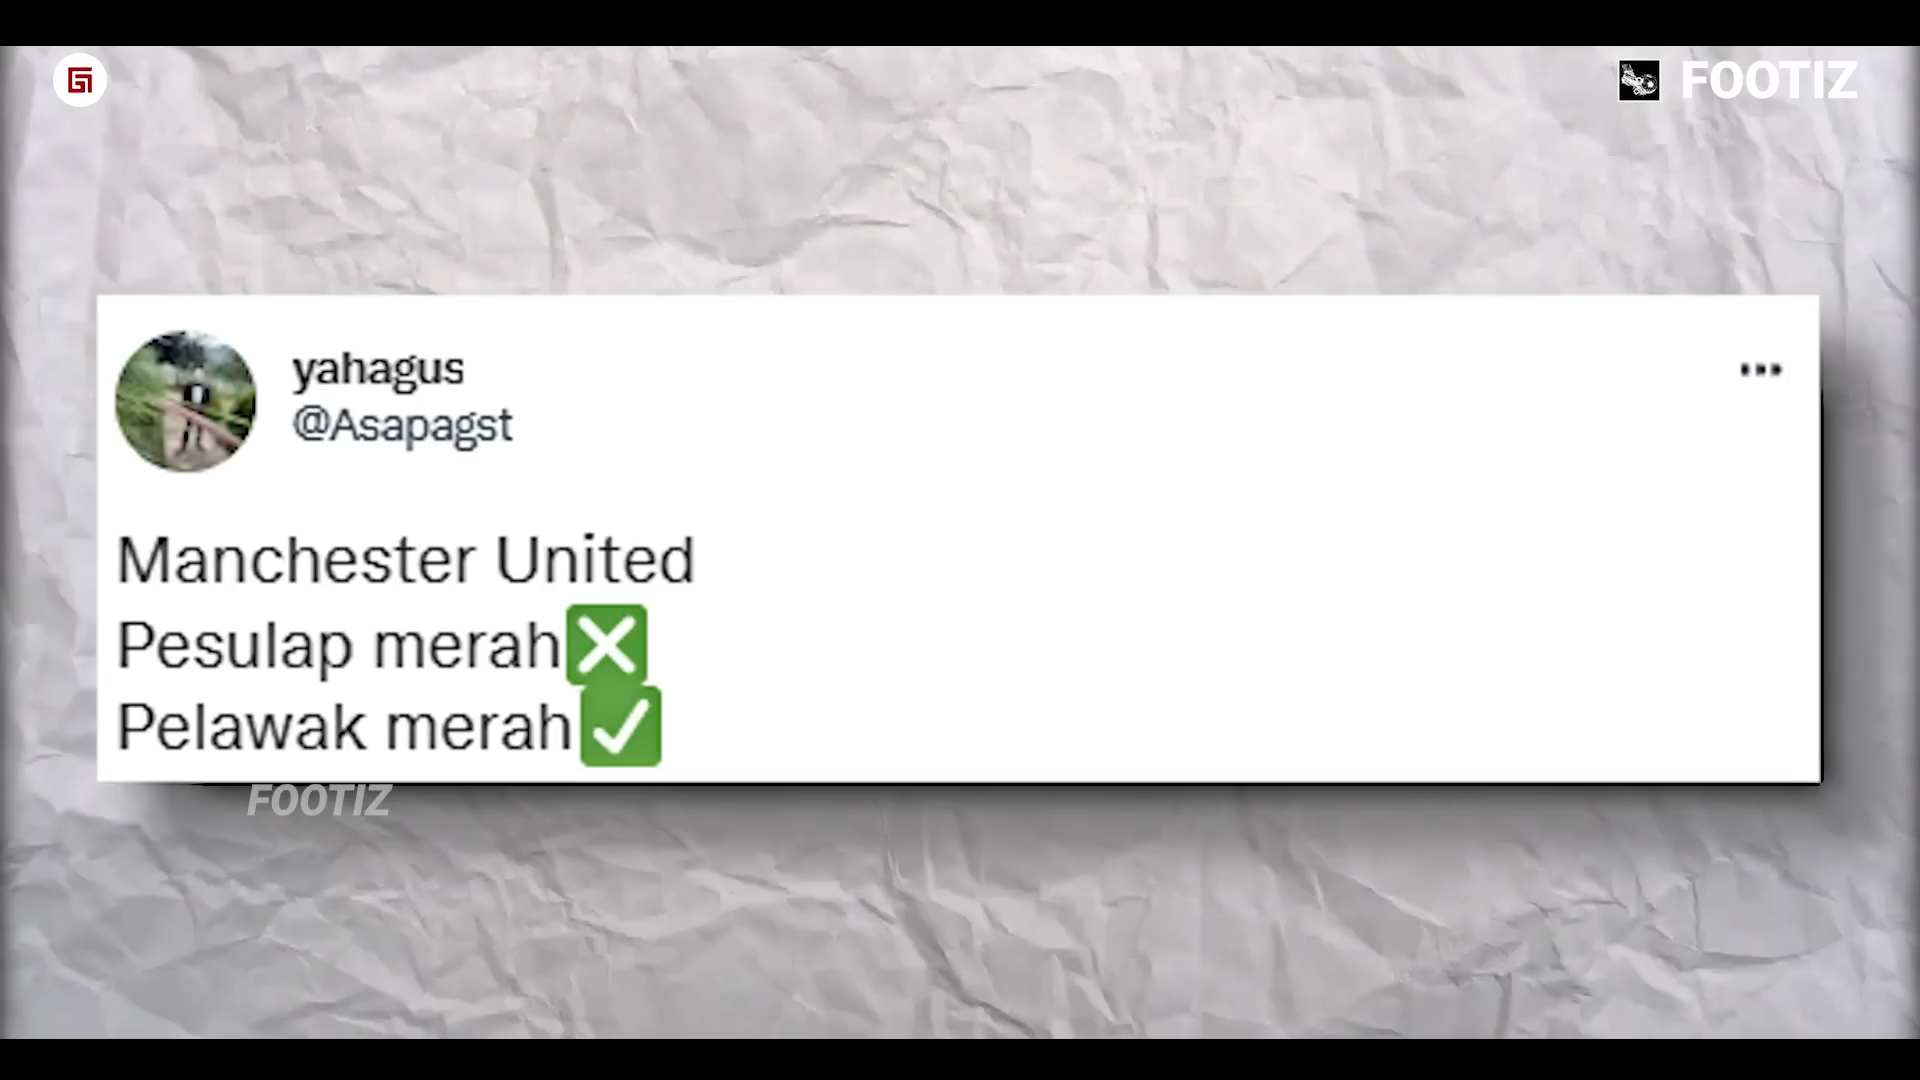 FOOTIZ
yahagus
@Asapagst
Manchester United
Pesulap merah❎
Pelawak merah✅
FOOTIZ